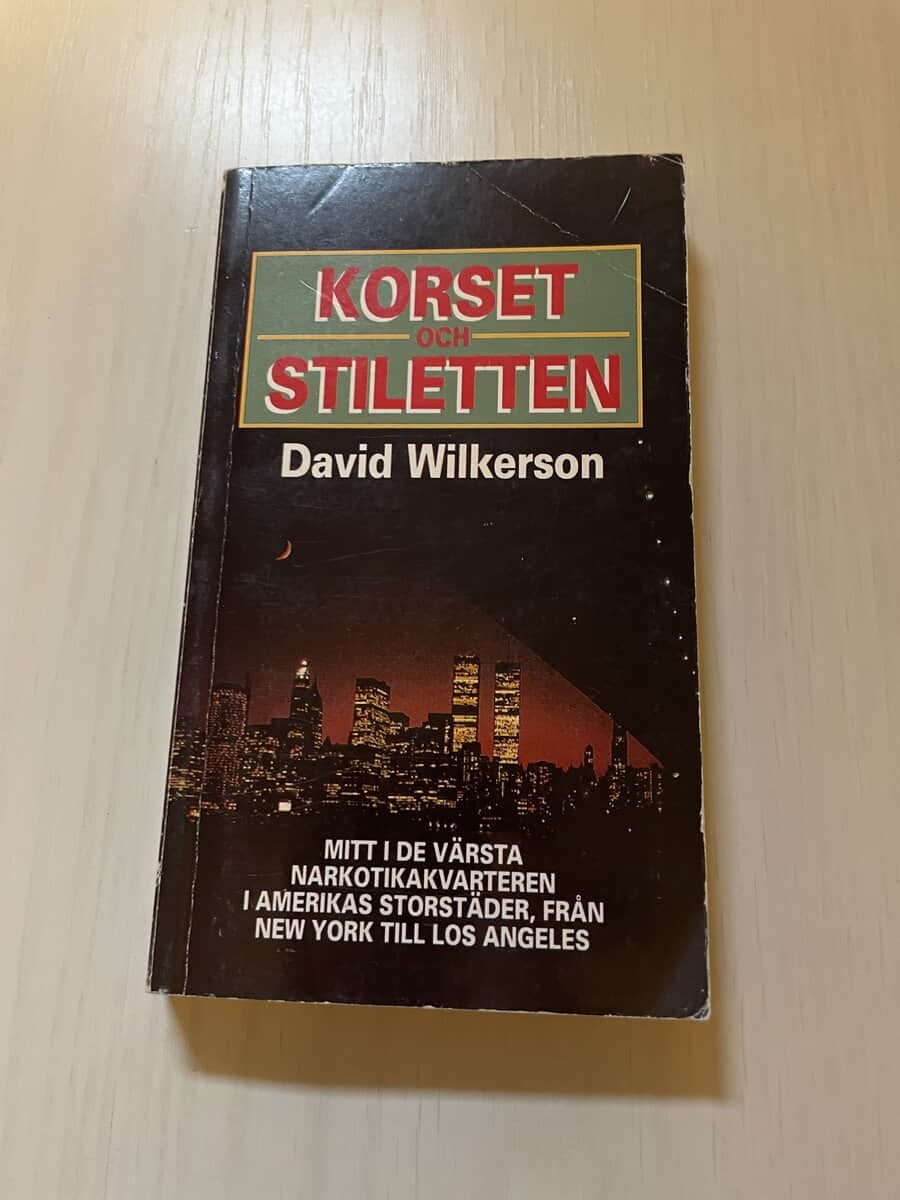 KORSET
OCH
STILETTEN
David Wilkerson
MITT I DE VÄRSTA
NARKOTIKAKVARTEREN
I AMERIKAS STORSTÄDER, FRÅN
NEW YORK TILL LOS ANGELES